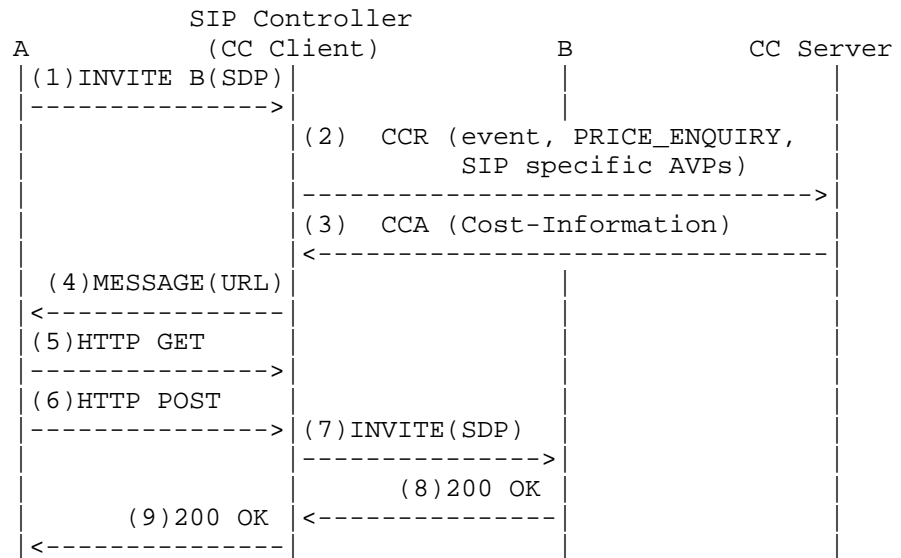 SIP Controller
A (CC Client) B CC Server
(1)INVITE B(SDP)
(2) CCR (event, PRICE_ENQUIRY,
SIP specific AVPs)
(3) CCA (Cost-Information)
(4)MESSAGE(URL)
(5)HTTP GET
(6)HTTP POST
(7)INVITE(SDP)
(8)200 OK
(9)200 OK